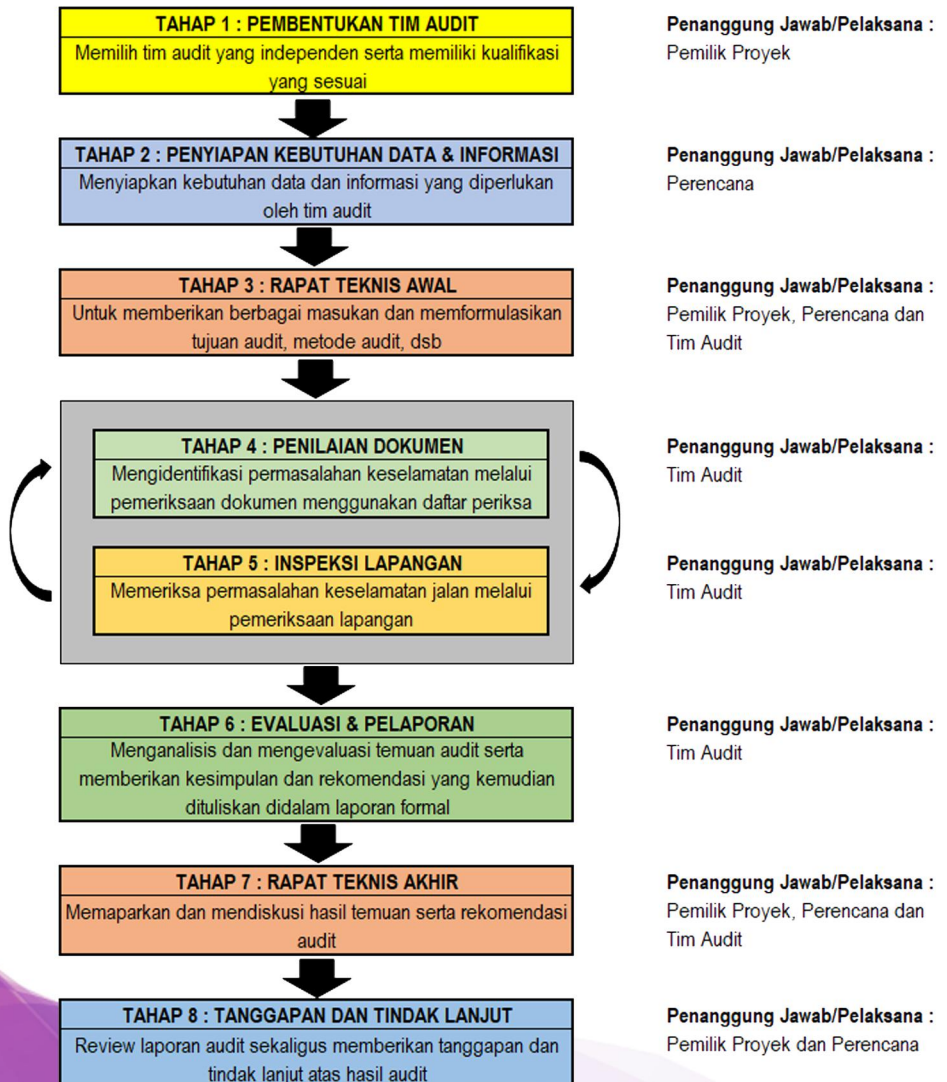 TAHAP 1 : PEMBENTUKAN TIM AUDIT
Memilih tim audit yang independen serta memiliki kualifikasi
yang sesuai
Penanggung Jawab/Pelaksana :
Pemilik Proyek
TAHAP 2 : PENYIAPAN KEBUTUHAN DATA & INFORMASI
Menyiapkan kebutuhan data dan informasi yang diperlukan
oleh tim audit
Penanggung Jawab/Pelaksana :
Perencana
TAHAP 3 : RAPAT TEKNIS AWAL
Untuk memberikan berbagai masukan dan memformulasikan
tujuan audit, metode audit, dsb
Penanggung Jawab/Pelaksana :
Pemilik Proyek, Perencana dan
Tim Audit
TAHAP 4 : PENILAIAN DOKUMEN
Mengidentifikasi permasalahan keselamatan melalui
pemeriksaan dokumen menggunakan daftar periksa
Penanggung Jawab/Pelaksana :
Tim Audit
TAHAP 5 : INSPEKSI LAPANGAN
Memeriksa permasalahan keselamatan jalan melalui
pemeriksaan lapangan
Penanggung Jawab/Pelaksana :
Tim Audit
TAHAP 6 : EVALUASI & PELAPORAN
Menganalisis dan mengevaluasi temuan audit serta
memberikan kesimpulan dan rekomendasi yang kemudian
dituliskan didalam laporan formal
Penanggung Jawab/Pelaksana :
Tim Audit
TAHAP 7 : RAPAT TEKNIS AKHIR
Memaparkan dan mendiskusi hasil temuan serta rekomendasi
audit
Penanggung Jawab/Pelaksana :
Pemilik Proyek, Perencana dan
Tim Audit
TAHAP 8 : TANGGAPAN DAN TINDAK LANJUT
Review laporan audit sekaligus memberikan tanggapan dan
tindak lanjut atas hasil audit
Penanggung Jawab/Pelaksana :
Pemilik Proyek dan Perencana